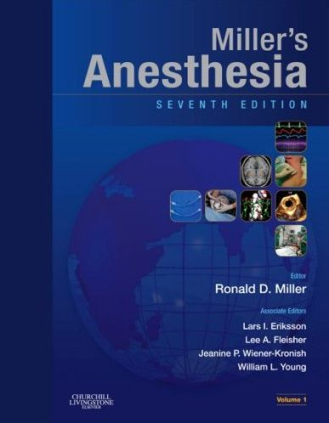 Miller's
Anesthesia
SEVENTH EDITION
Editor
Ronald D. Miller
Associate Editors
Lars I. Eriksson
Lee A. Fleisher
Jeanine P. Wiener-Kronish
William L. Young
CHURCHILL
LIVINGSTONE
ELSEVIER
Volume 1